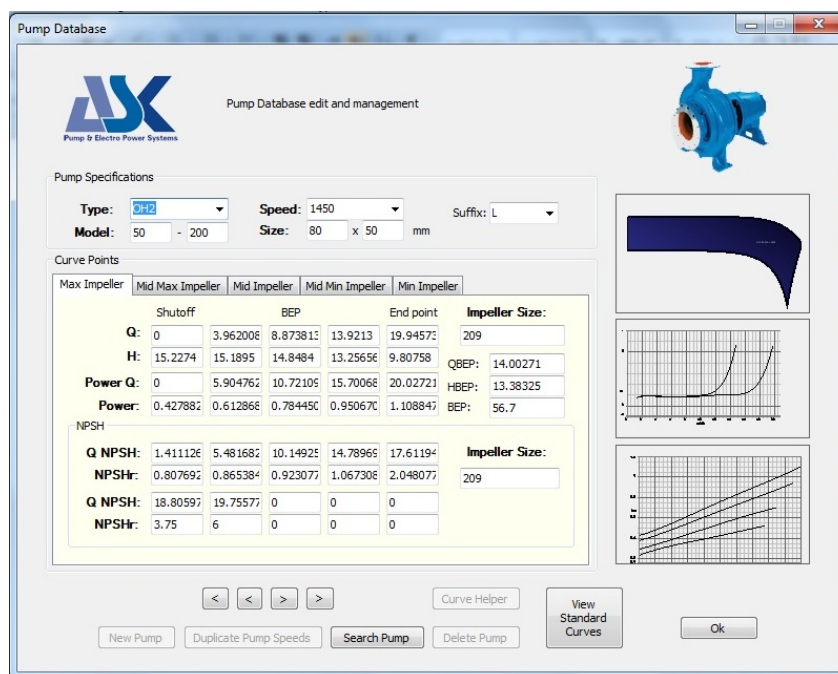 Pump Database
ASK
Pump & Electro Power Systems
Pump Database edit and management
Pump Specifications
Type: OH2 Speed: 1450 Suffix: L
Model: 50 - 200 Size: 80 x 50 mm
Curve Points
Max Impeller Mid Max Impeller Mid Impeller Mid Min Impeller Min Impeller
Shutoff BEP End point Impeller Size:
Q: 0 3.962008 8.873813 13.9213 19.94573 209
H: 15.2274 15.1895 14.8484 13.25656 9.80758 QBEP: 14.00271
Power Q: 0 5.904762 10.72109 15.70068 20.02721 HBEP: 13.38325
Power: 0.427882 0.612868 0.784450 0.950670 1.108847 BEP: 56.7
NPSH
Q NPSH: 1.411126 5.481682 10.14925 14.78969 17.61194 Impeller Size:
NPSHr: 0.807692 0.865384 0.923077 1.067308 2.048077 209
Q NPSH: 18.80597 19.75577 0 0 0
NPSHr: 3.75 6 0 0 0
< < > > Curve Helper
View Standard Curves
Ok
New Pump Duplicate Pump Speeds Search Pump Delete Pump